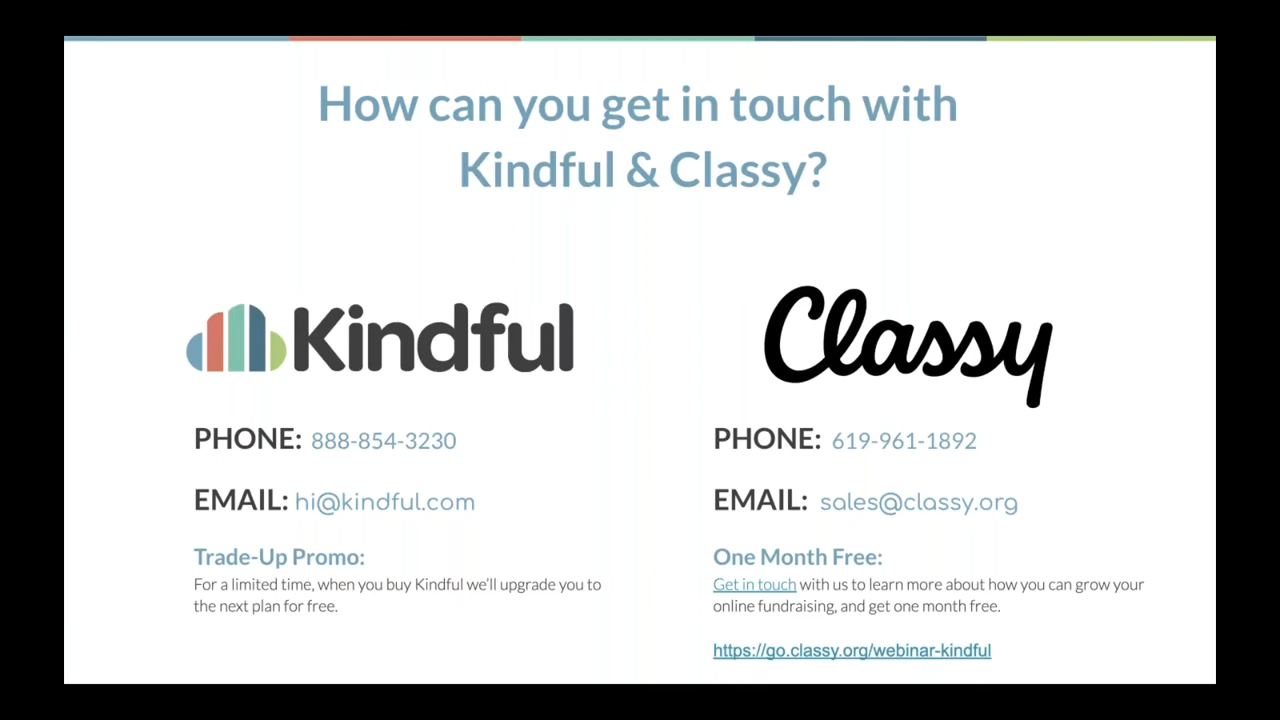 How can you get in touch with
Kindful & Classy?
Kindful
PHONE: 888-854-3230
EMAIL: hi@kindful.com
Trade-Up Promo:
For a limited time, when you buy Kindful we'll upgrade you to
the next plan for free.
Classy
PHONE: 619-961-1892
EMAIL: sales@classy.org
One Month Free:
Get in touch with us to learn more about how you can grow your
online fundraising, and get one month free.
https://go.classy.org/webinar-kindful